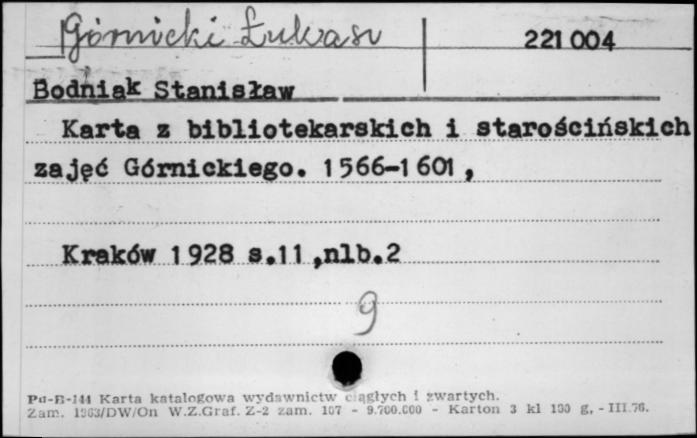 Górnicki Łukasz
221 004
Bodniak Stanisław
Karta z bibliotekarskich i starościńskich
zajęć Górnickiego. 1566-1601,
Kraków 1928 s.11,nlb.2
9
Pu-B-144 Karta katalogowa wydawnictw ciągłych i zwartych.
Zam. 1963/DW/On W.Z.Graf. Z-2 zam. 107 - 9.700.000 - Karton 3 kl 130 g, - III.76.